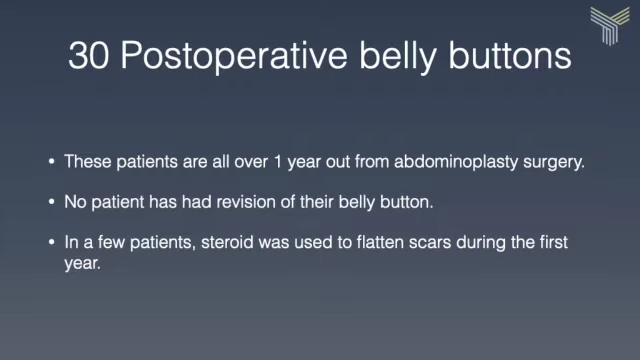 30 Postoperative belly buttons
• These patients are all over 1 year out from abdominoplasty surgery.
• No patient has had revision of their belly button.
• In a few patients, steroid was used to flatten scars during the first
year.